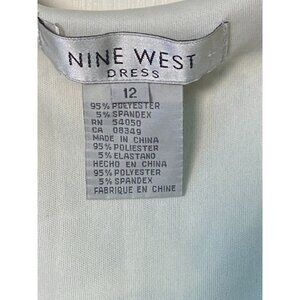 NINE WEST
DRESS
12
95% POLYESTER
5% SPANDEX
RN 54050
CA 08349
MADE IN CHINA
95% POLIESTER
5% ELASTANO
HECHO EN CHINA
95% POLYESTER
5% SPANDEX
FABRIQUE EN CHINE